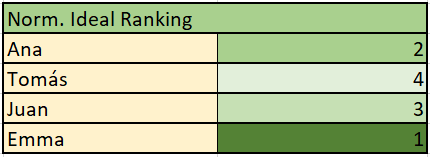 Norm. Ideal Ranking
Ana 2
Tomás 4
Juan 3
Emma 1